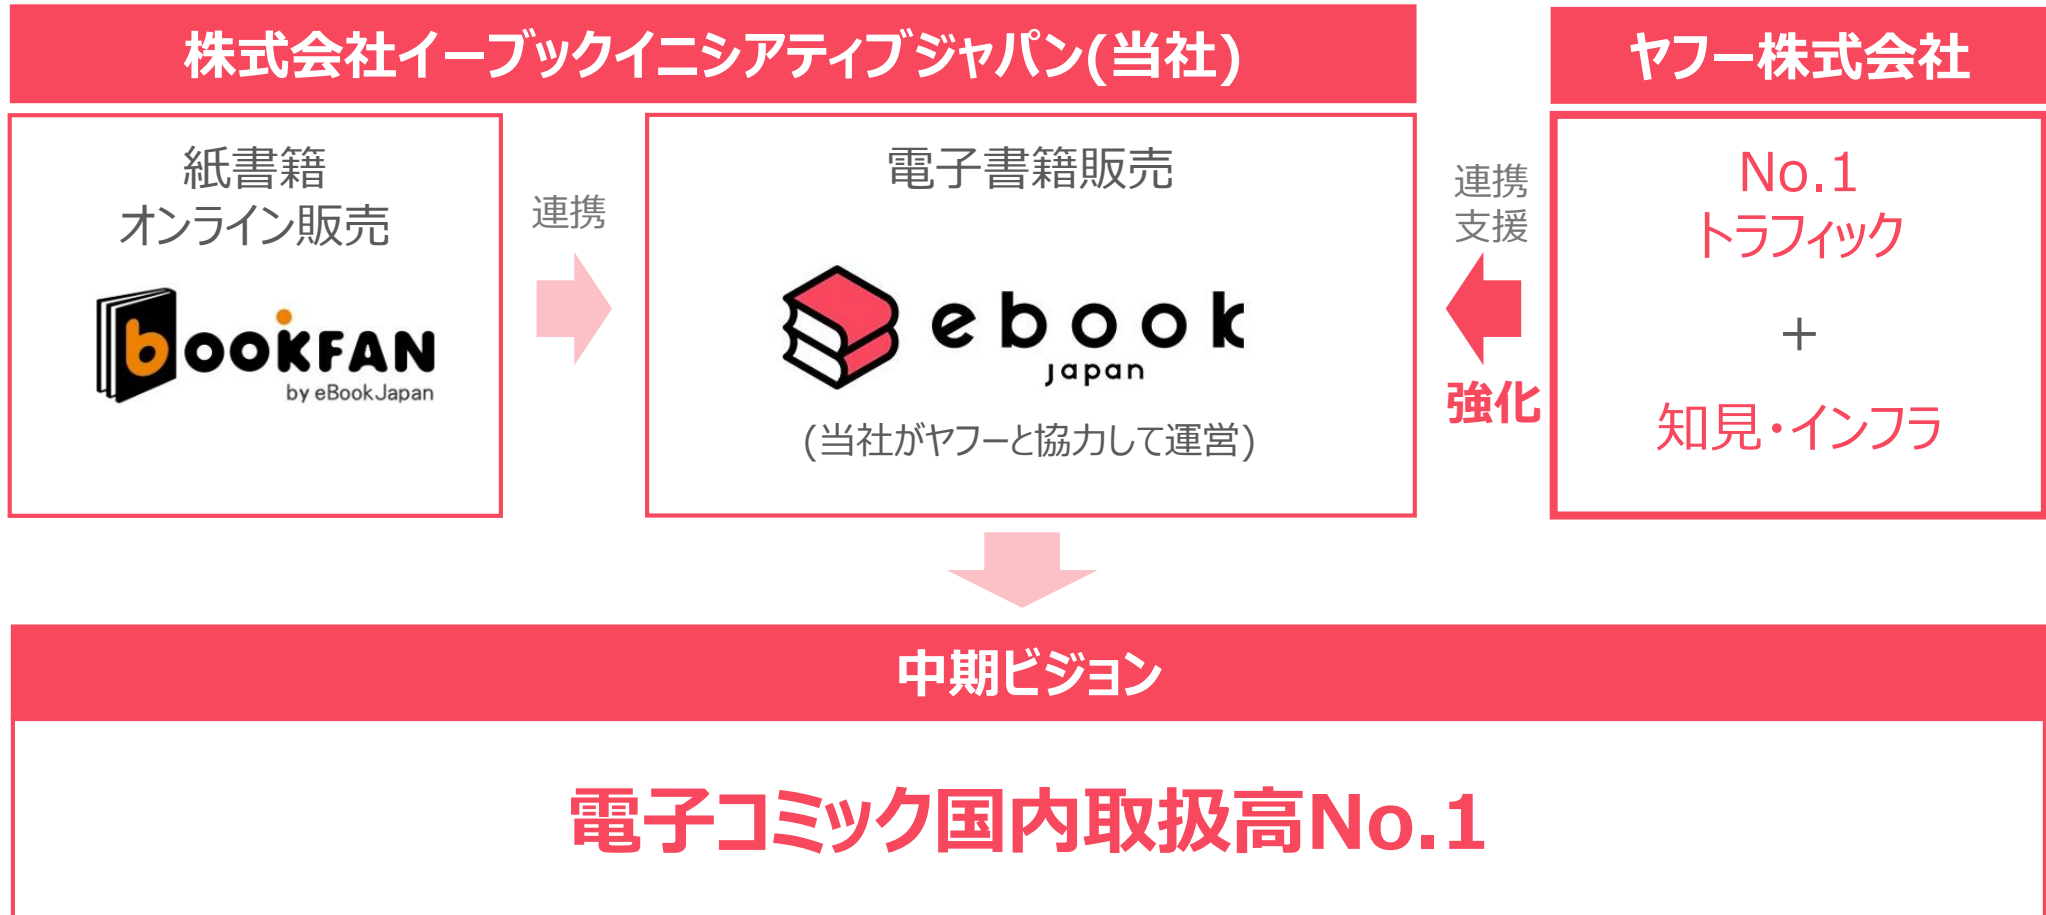 株式会社イーブックイニシアティブジャパン(当社)
ヤフー株式会社
紙書籍
オンライン販売
bookFAN
by eBookJapan
連携
電子書籍販売
ebook
japan
(当社がヤフーと協力して運営)
連携
支援
強化
No.1
トラフィック
+
知見・インフラ
中期ビジョン
電子コミック国内取扱高No.1